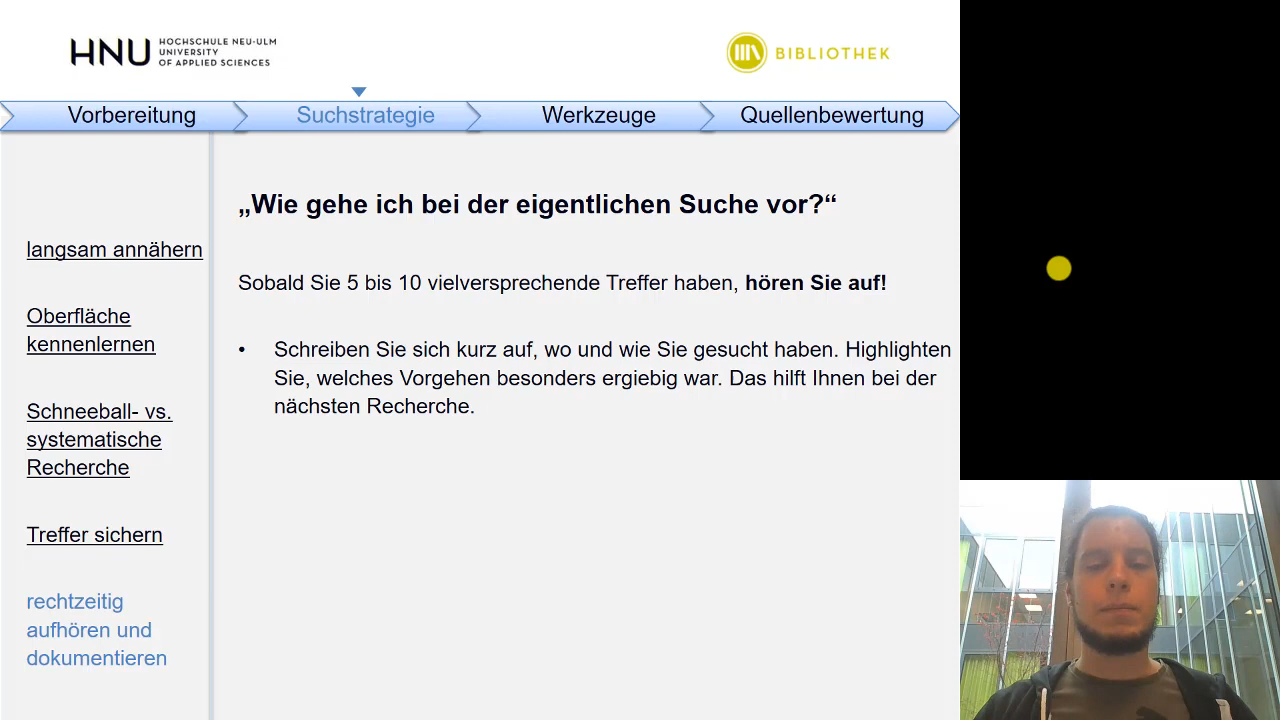 HNU HOCHSCHULE NEU-ULM
UNIVERSITY
OF APPLIED SCIENCES
BIBLIOTHEK
Vorbereitung
Suchstrategie
Werkzeuge
Quellenbewertung
langsam annähern
Oberfläche
kennenlernen
Schneeball- vs.
systematische
Recherche
Treffer sichern
rechtzeitig
aufhören und
dokumentieren
„Wie gehe ich bei der eigentlichen Suche vor?“
Sobald Sie 5 bis 10 vielversprechende Treffer haben, hören Sie auf!
• Schreiben Sie sich kurz auf, wo und wie Sie gesucht haben. Highlighten
Sie, welches Vorgehen besonders ergiebig war. Das hilft Ihnen bei der
nächsten Recherche.